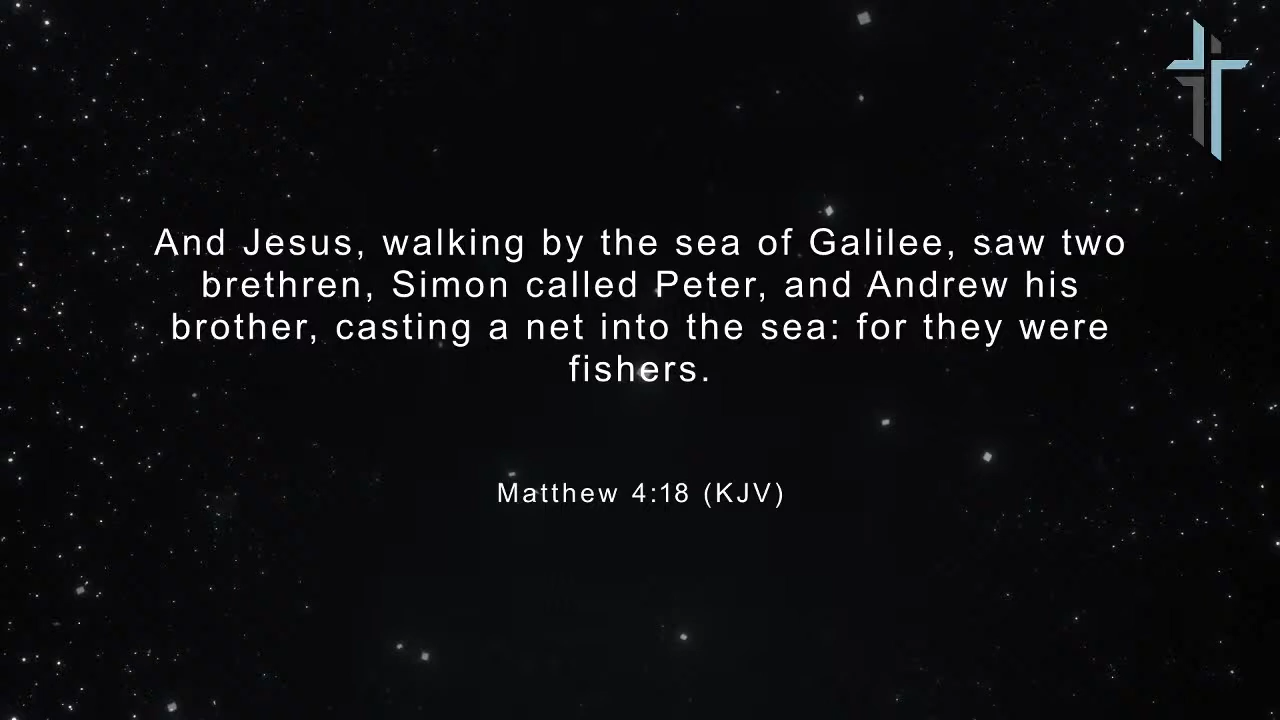 And Jesus, walking by the sea of Galilee, saw two
brethren, Simon called Peter, and Andrew his
brother, casting a net into the sea: for they were
fishers.
Matthew 4:18 (KJV)